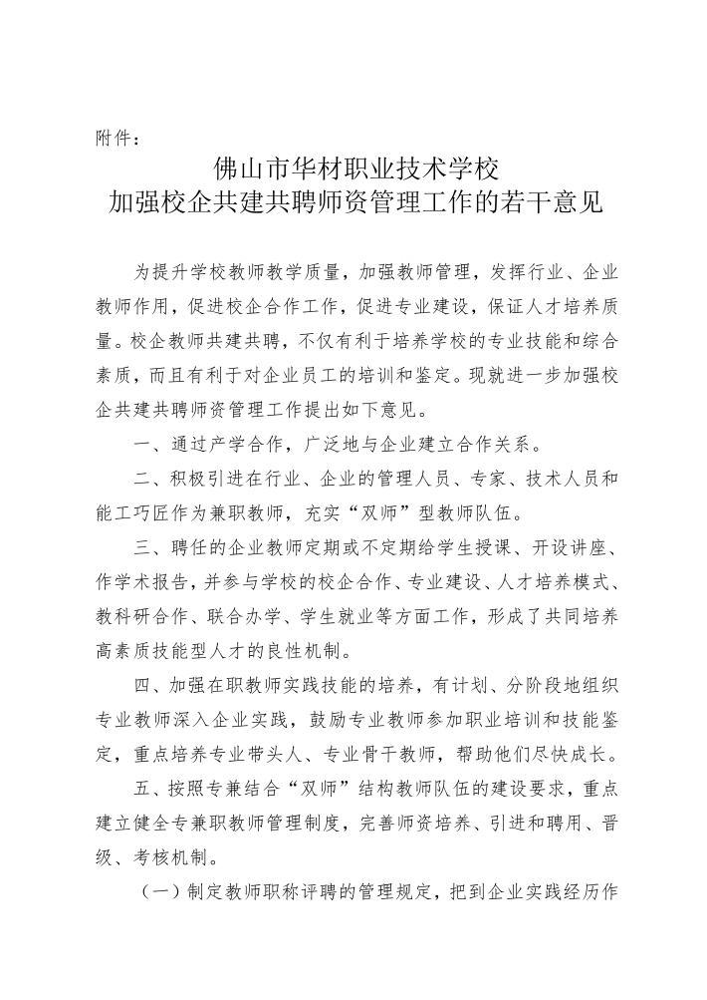 附件：
佛山市华材职业技术学校
加强校企共建共聘师资管理工作的若干意见
为提升学校教师教学质量，加强教师管理，发挥行业、企业
教师作用，促进校企合作工作，促进专业建设，保证人才培养质
量。校企教师共建共聘，不仅有利于培养学校的专业技能和综合
素质，而且有利于对企业员工的培训和鉴定。现就进一步加强校
企共建共聘师资管理工作提出如下意见。
一、通过产学合作，广泛地与企业建立合作关系。
二、积极引进在行业、企业的管理人员、专家、技术人员和
能工巧匠作为兼职教师，充实“双师”型教师队伍。
三、聘任的企业教师定期或不定期给学生授课、开设讲座、
作学术报告，并参与学校的校企合作、专业建设、人才培养模式、
教科研合作、联合办学、学生就业等方面工作，形成了共同培养
高素质技能型人才的良性机制。
四、加强在职教师实践技能的培养，有计划、分阶段地组织
专业教师深入企业实践，鼓励专业教师参加职业培训和技能鉴
定，重点培养专业带头人、专业骨干教师，帮助他们尽快成长。
五、按照专兼结合“双师”结构教师队伍的建设要求，重点
建立健全专兼职教师管理制度，完善师资培养、引进和聘用、晋
级、考核机制。
（一）制定教师职称评聘的管理规定，把到企业实践经历作